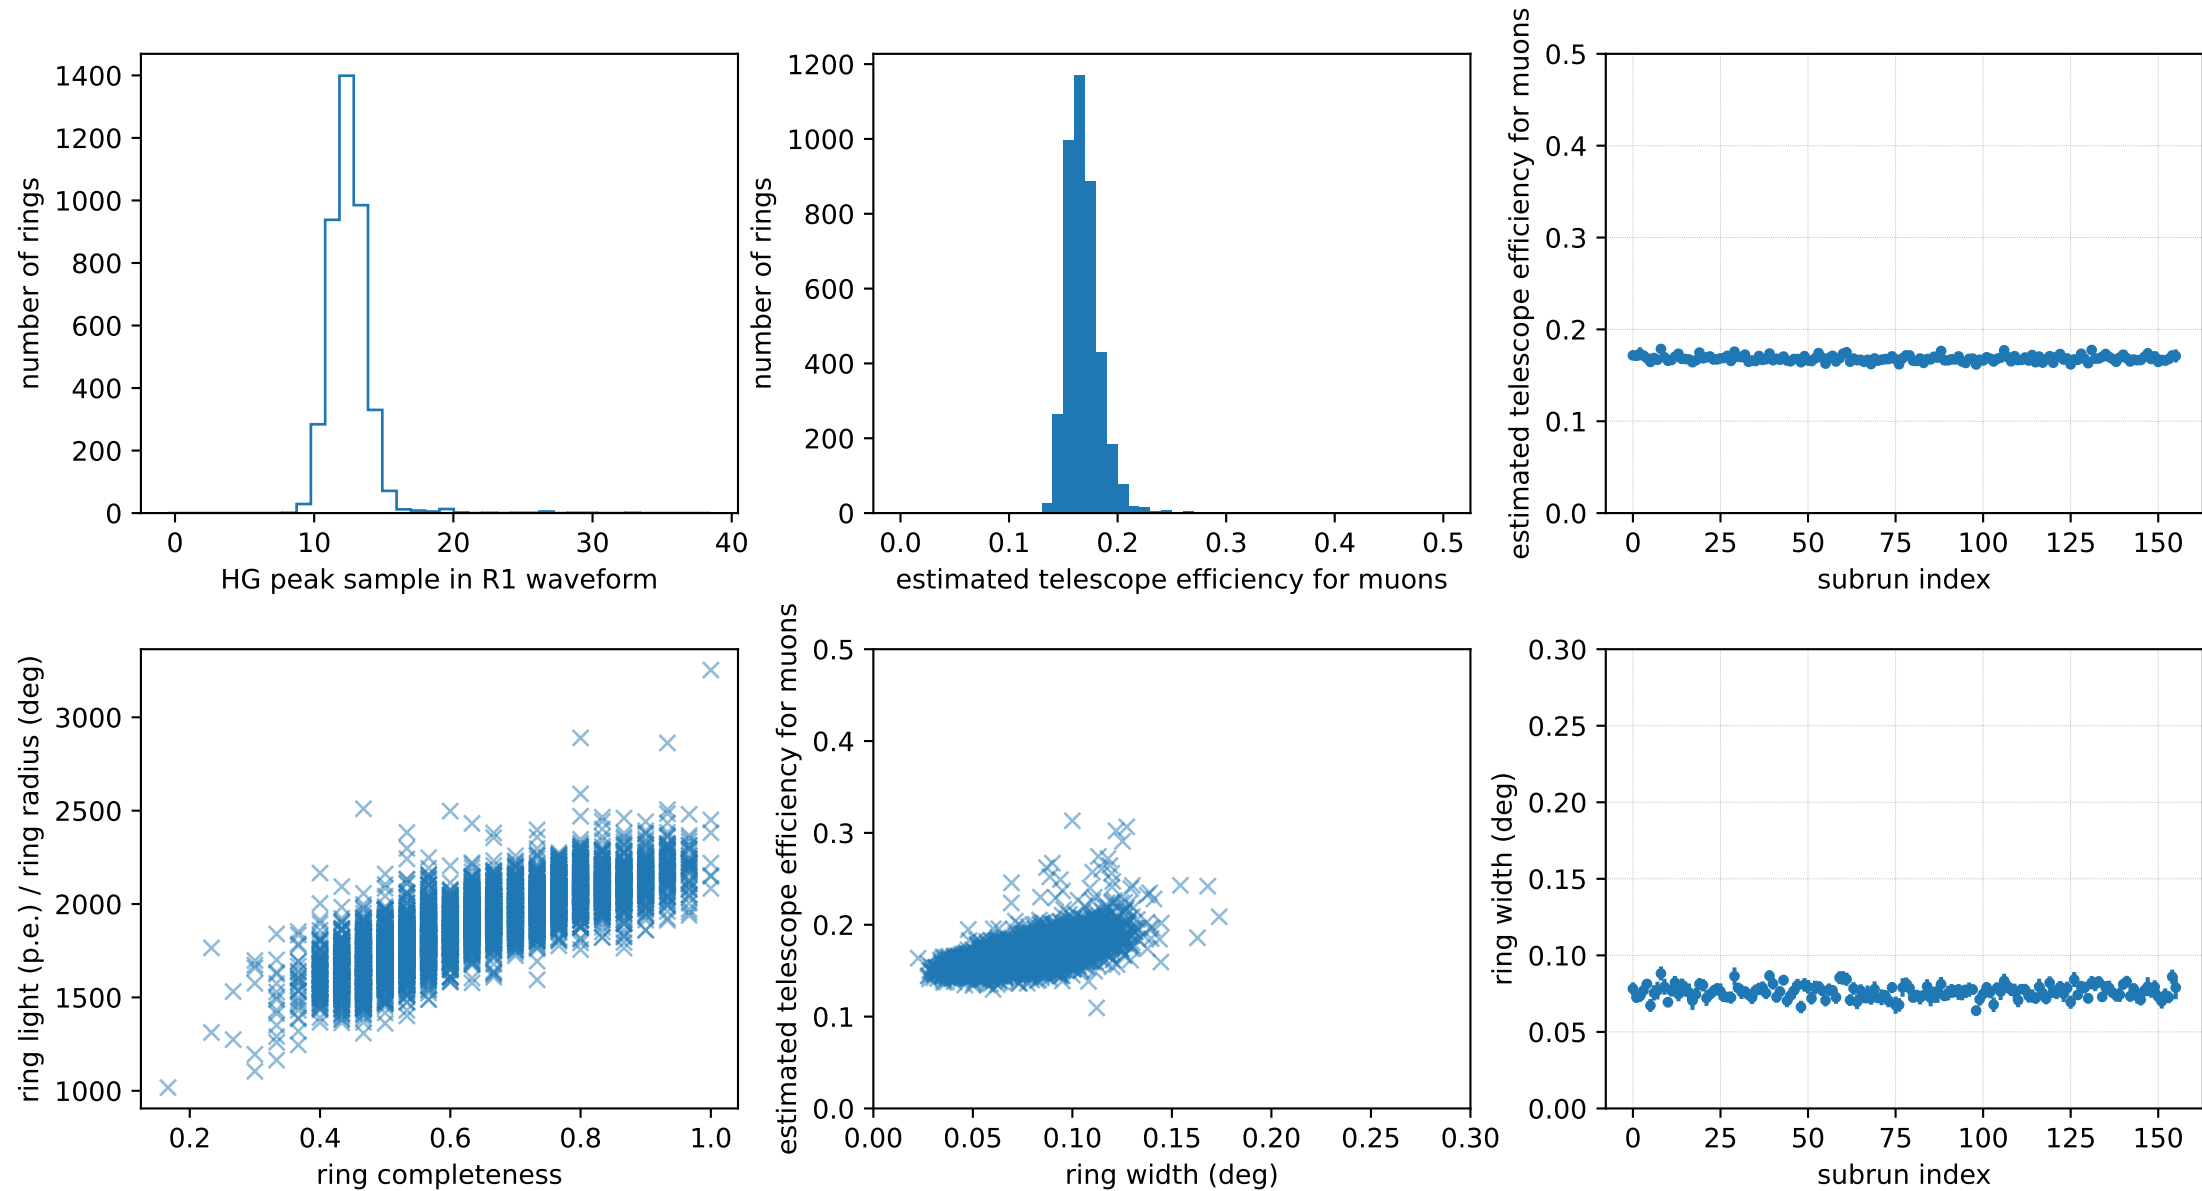 number of rings
1400
1200
1000
800
600
400
200
0
0 10 20 30 40
HG peak sample in R1 waveform
number of rings
1200
1000
800
600
400
200
0
0.0 0.1 0.2 0.3 0.4 0.5
estimated telescope efficiency for muons
estimated telescope efficiency for muons
0.5
0.4
0.3
0.2
0.1
0.0
0 25 50 75 100 125 150
subrun index
ring light (p.e.) / ring radius (deg)
3000
2500
2000
1500
1000
0.2 0.4 0.6 0.8 1.0
ring completeness
estimated telescope efficiency for muons
0.5
0.4
0.3
0.2
0.1
0.0
0.00 0.05 0.10 0.15 0.20 0.25 0.30
ring width (deg)
ring width (deg)
0.30
0.25
0.20
0.15
0.10
0.05
0.00
0 25 50 75 100 125 150
subrun index